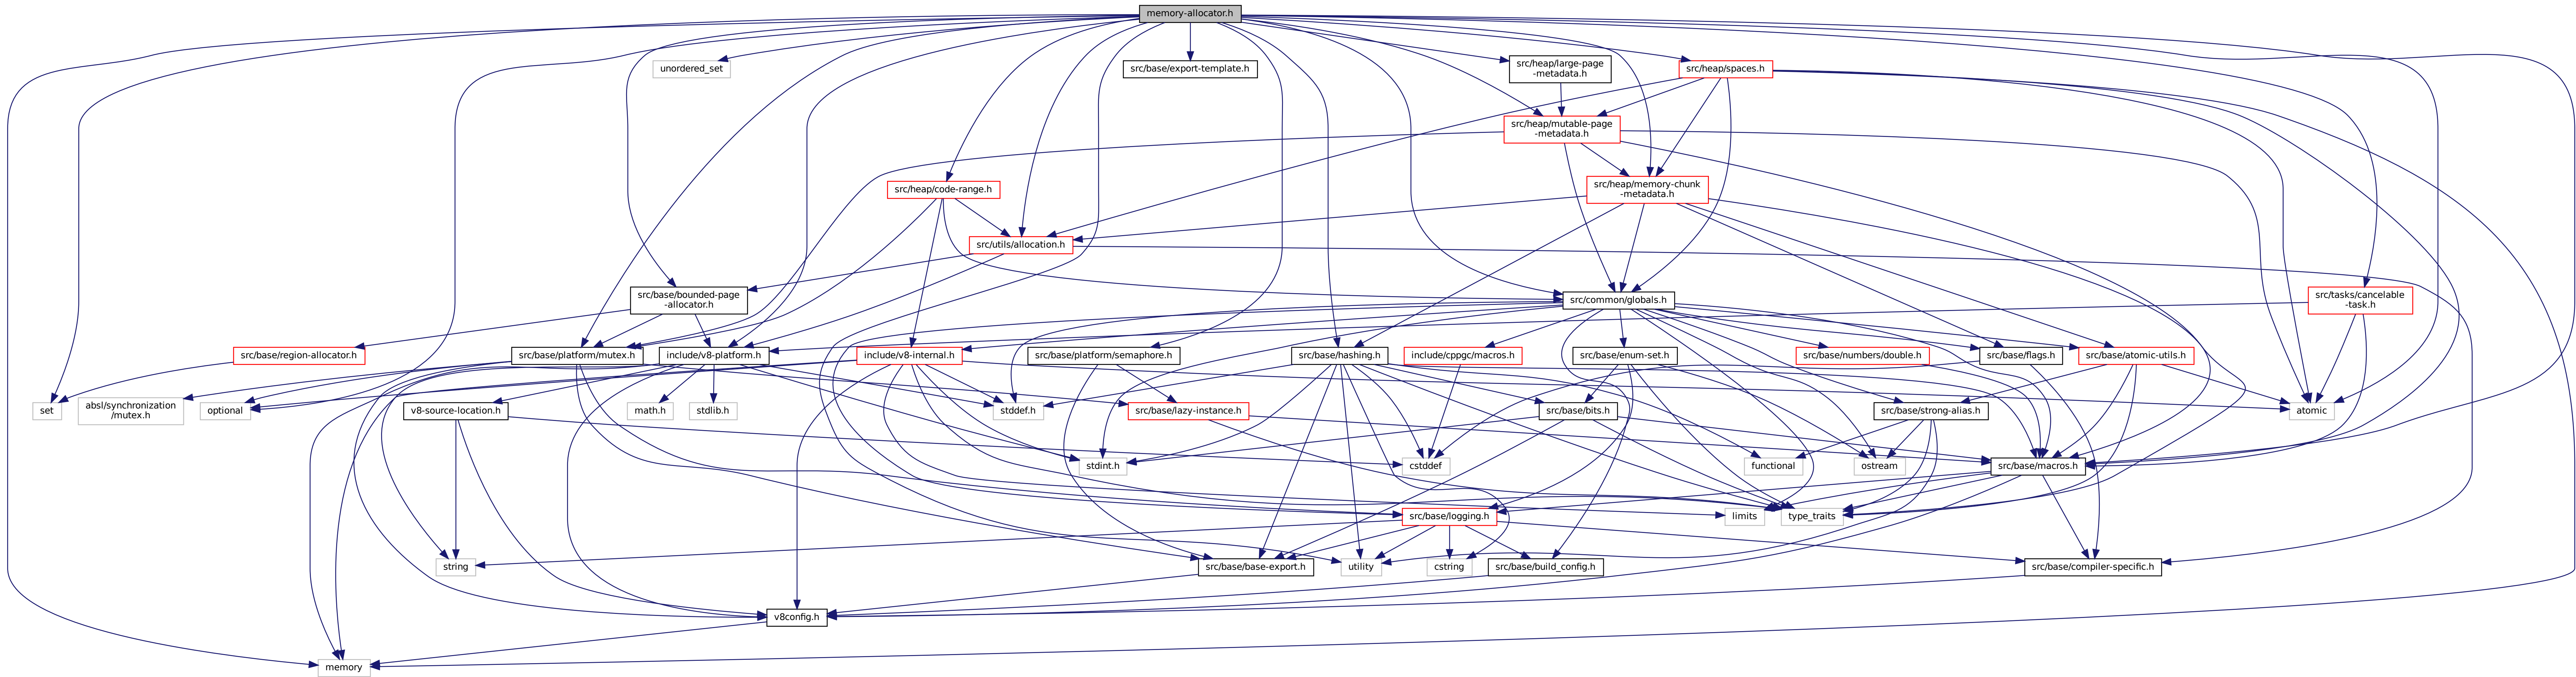 memory-allocator.h
unordered_set
src/base/export-template.h
src/heap/large-page
-metadata.h
src/heap/spaces.h
src/heap/mutable-page
-metadata.h
src/heap/code-range.h
src/heap/memory-chunk
-metadata.h
src/utils/allocation.h
src/base/bounded-page
-allocator.h
src/common/globals.h
src/tasks/cancelable
-task.h
src/base/region-allocator.h
src/base/platform/mutex.h
include/v8-platform.h
include/v8-internal.h
src/base/platform/semaphore.h
src/base/hashing.h
include/cppgc/macros.h
src/base/enum-set.h
src/base/numbers/double.h
src/base/flags.h
src/base/atomic-utils.h
set
absl/synchronization
/mutex.h
optional
v8-source-location.h
math.h
stdlib.h
stddef.h
src/base/lazy-instance.h
src/base/bits.h
src/base/strong-alias.h
atomic
stdint.h
cstddef
functional
ostream
src/base/macros.h
src/base/logging.h
limits
type_traits
string
src/base/base-export.h
utility
cstring
src/base/build_config.h
src/base/compiler-specific.h
v8config.h
memory